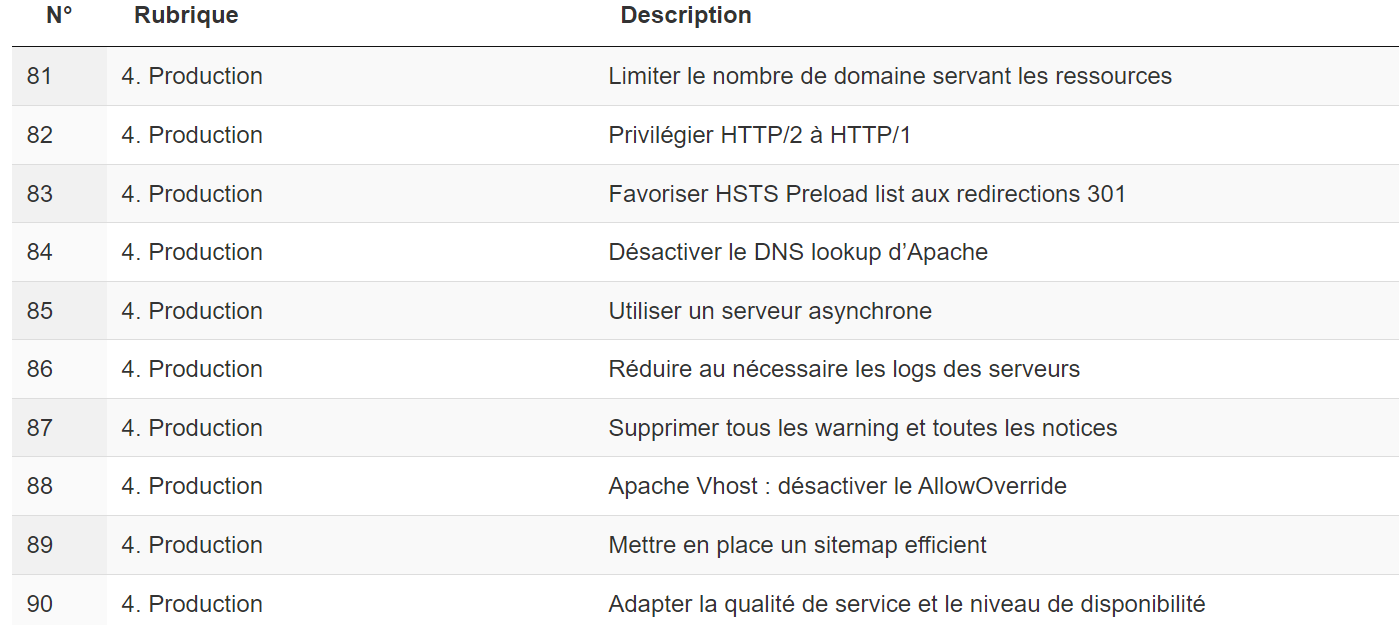 N° Rubrique Description
81 4. Production Limiter le nombre de domaine servant les ressources
82 4. Production Privilégier HTTP/2 à HTTP/1
83 4. Production Favoriser HSTS Preload list aux redirections 301
84 4. Production Désactiver le DNS lookup d’Apache
85 4. Production Utiliser un serveur asynchrone
86 4. Production Réduire au nécessaire les logs des serveurs
87 4. Production Supprimer tous les warning et toutes les notices
88 4. Production Apache Vhost : désactiver le AllowOverride
89 4. Production Mettre en place un sitemap efficient
90 4. Production Adapter la qualité de service et le niveau de disponibilité